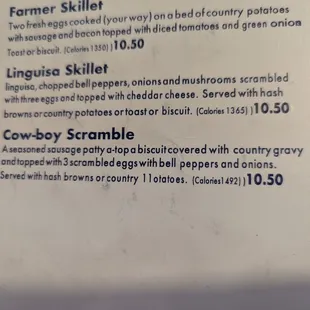 Farmer Skillet
Two fresh eggs cooked (your way) on a bed of country potatoes
with sausage and bacon topped with diced tomatoes and green onion
Toast or biscuit. (Calories 1350) )10.50
Linguisa Skillet
linguisa, chopped bell peppers, onions and mushrooms scrambled
with three eggs and topped with cheddar cheese. Served with hash
browns or country potatoes or toast or biscuit. (Calories 1365) )10.50
Cow-boy Scramble
A seasoned sausage patty a-top a biscuit covered with country gravy
and topped with 3 scrambled eggs with bell peppers and onions.
Served with hash browns or country 11otatoes. (Calories1492) )10.50